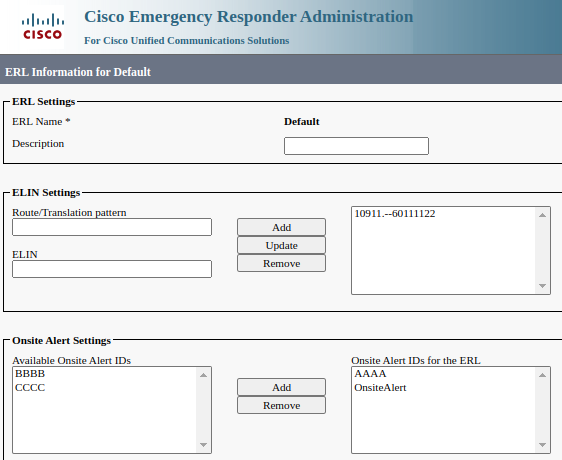 Cisco Emergency Responder Administration
CISCO
For Cisco Unified Communications Solutions
ERL Information for Default
ERL Settings
ERL Name * Default
Description
ELIN Settings
Route/Translation pattern
10911.--60111122
Add
Update
ELIN
Remove
Onsite Alert Settings
Available Onsite Alert IDs Onsite Alert IDs for the ERL
BBBB AAAA
CCCC Add OnsiteAlert
Remove